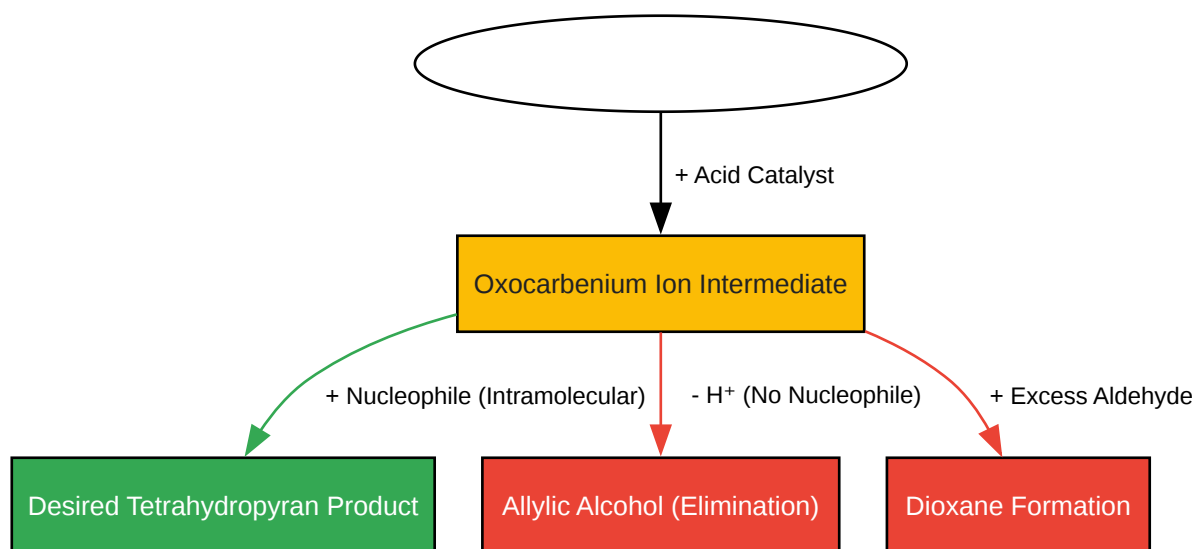 + Acid Catalyst
Oxocarbenium Ion Intermediate
+ Nucleophile (Intramolecular)
- H⁺ (No Nucleophile)
+ Excess Aldehyde
Desired Tetrahydropyran Product
Allylic Alcohol (Elimination)
Dioxane Formation